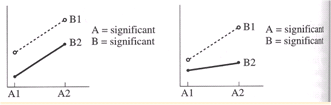 B1
A = significant
B = significant
B2
A1 A2
B1
A = significant
B = significant
B2
A1 A2